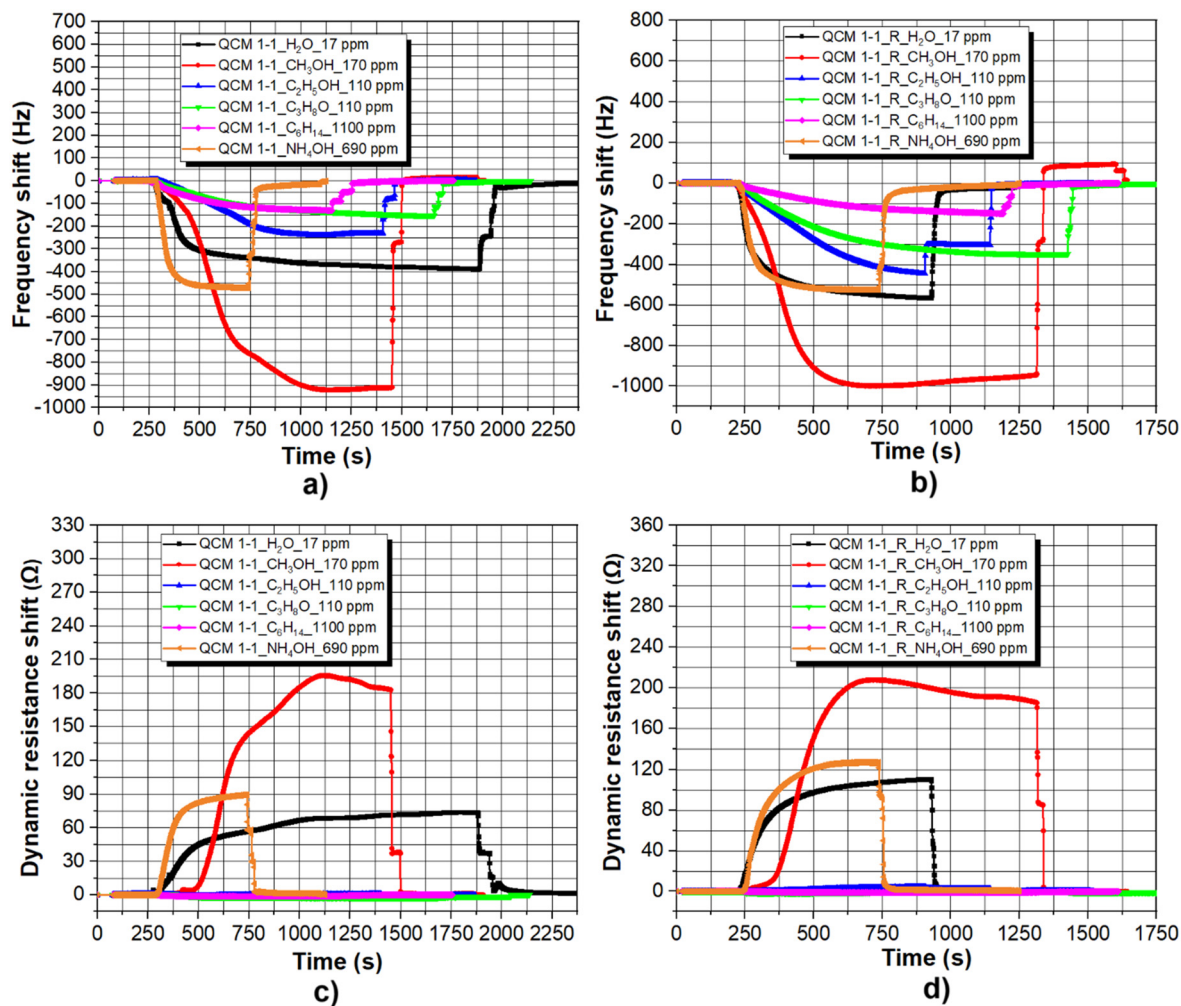 700
600
500
400
300
200
100
0
-100
-200
-300
-400
-500
-600
-700
-800
-900
-1000
Frequency shift (Hz)
QCM 1-1_H₂O_17 ppm
QCM 1-1_CH₃OH_170 ppm
QCM 1-1_C₂H₅OH_110 ppm
QCM 1-1_C₃H₈O_110 ppm
QCM 1-1_C₆H₁₄_1100 ppm
QCM 1-1_NH₄OH_690 ppm
0 250 500 750 1000 1250 1500 1750 2000 2250
Time (s)
a)
800
600
400
200
0
-200
-400
-600
-800
-1000
Frequency shift (Hz)
QCM 1-1_R_H₂O_17 ppm
QCM 1-1_R_CH₃OH_170 ppm
QCM 1-1_R_C₂H₅OH_110 ppm
QCM 1-1_R_C₃H₈O_110 ppm
QCM 1-1_R_C₆H₁₄_1100 ppm
QCM 1-1_R_NH₄OH_690 ppm
0 250 500 750 1000 1250 1500 1750
Time (s)
b)
330
300
270
240
210
180
150
120
90
60
30
0
Dynamic resistance shift (Ω)
QCM 1-1_H₂O_17 ppm
QCM 1-1_CH₃OH_170 ppm
QCM 1-1_C₂H₅OH_110 ppm
QCM 1-1_C₃H₈O_110 ppm
QCM 1-1_C₆H₁₄_1100 ppm
QCM 1-1_NH₄OH_690 ppm
0 250 500 750 1000 1250 1500 1750 2000 2250
Time (s)
c)
360
320
280
240
200
160
120
80
40
0
Dynamic resistance shift (Ω)
QCM 1-1_R_H₂O_17 ppm
QCM 1-1_R_CH₃OH_170 ppm
QCM 1-1_R_C₂H₅OH_110 ppm
QCM 1-1_R_C₃H₈O_110 ppm
QCM 1-1_R_C₆H₁₄_1100 ppm
QCM 1-1_R_NH₄OH_690 ppm
0 250 500 750 1000 1250 1500 1750
Time (s)
d)